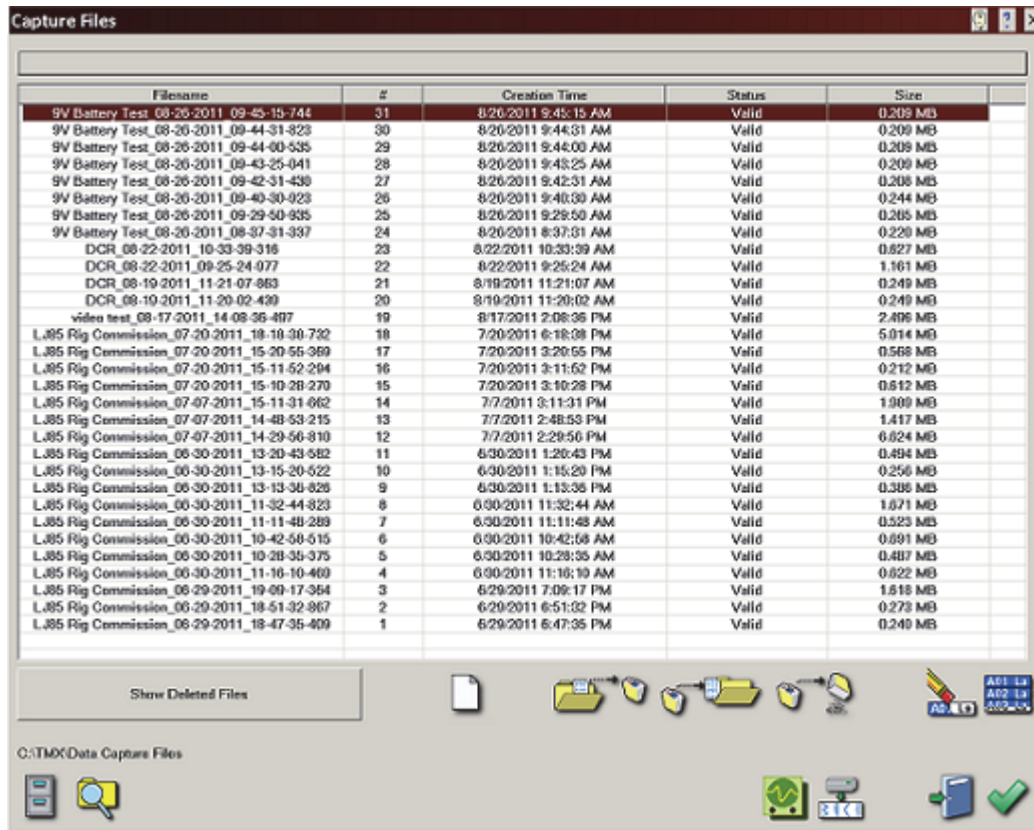 Capture Files
Filename # Creation Time Status Size
9V Battery Test_08-26-2011_09-45-15-744 31 8/26/2011 9:45:15 AM Valid 0.209 MB
9V Battery Test_08-26-2011_09-44-31-823 30 8/26/2011 9:44:31 AM Valid 0.209 MB
9V Battery Test_08-26-2011_09-44-00-535 29 8/26/2011 9:44:00 AM Valid 0.209 MB
9V Battery Test_08-26-2011_09-43-25-041 28 8/26/2011 9:43:25 AM Valid 0.209 MB
9V Battery Test_08-26-2011_09-42-31-430 27 8/26/2011 9:42:31 AM Valid 0.208 MB
9V Battery Test_08-26-2011_09-40-30-923 26 8/26/2011 9:40:30 AM Valid 0.244 MB
9V Battery Test_08-26-2011_09-29-50-935 25 8/26/2011 9:29:50 AM Valid 0.265 MB
9V Battery Test_08-26-2011_08-37-31-337 24 8/26/2011 8:37:31 AM Valid 0.220 MB
DCR_08-22-2011_10-33-39-316 23 8/22/2011 10:33:39 AM Valid 0.627 MB
DCR_08-22-2011_09-25-24-077 22 8/22/2011 9:25:24 AM Valid 1.161 MB
DCR_08-19-2011_11-21-07-863 21 8/19/2011 11:21:07 AM Valid 0.249 MB
DCR_08-19-2011_11-20-02-439 20 8/19/2011 11:20:02 AM Valid 0.249 MB
video test_08-17-2011_14-08-36-497 19 8/17/2011 2:08:36 PM Valid 2.496 MB
LJ85 Rig Commission_07-20-2011_18-18-38-732 18 7/20/2011 6:18:38 PM Valid 5.014 MB
LJ85 Rig Commission_07-20-2011_15-20-55-369 17 7/20/2011 3:20:55 PM Valid 0.568 MB
LJ85 Rig Commission_07-20-2011_15-11-52-294 16 7/20/2011 3:11:52 PM Valid 0.212 MB
LJ85 Rig Commission_07-20-2011_15-10-28-270 15 7/20/2011 3:10:28 PM Valid 0.612 MB
LJ85 Rig Commission_07-07-2011_15-11-31-662 14 7/7/2011 3:11:31 PM Valid 1.989 MB
LJ85 Rig Commission_07-07-2011_14-48-53-215 13 7/7/2011 2:48:53 PM Valid 1.417 MB
LJ85 Rig Commission_07-07-2011_14-29-56-810 12 7/7/2011 2:29:56 PM Valid 6.624 MB
LJ85 Rig Commission_06-30-2011_13-20-43-582 11 6/30/2011 1:20:43 PM Valid 0.494 MB
LJ85 Rig Commission_06-30-2011_13-15-20-522 10 6/30/2011 1:15:20 PM Valid 0.256 MB
LJ85 Rig Commission_06-30-2011_13-13-36-826 9 6/30/2011 1:13:36 PM Valid 0.386 MB
LJ85 Rig Commission_06-30-2011_11-32-44-823 8 6/30/2011 11:32:44 AM Valid 1.671 MB
LJ85 Rig Commission_06-30-2011_11-11-48-289 7 6/30/2011 11:11:48 AM Valid 0.523 MB
LJ85 Rig Commission_06-30-2011_10-42-58-515 6 6/30/2011 10:42:58 AM Valid 0.691 MB
LJ85 Rig Commission_06-30-2011_10-28-35-375 5 6/30/2011 10:28:35 AM Valid 0.487 MB
LJ85 Rig Commission_06-30-2011_11-16-10-469 4 6/30/2011 11:16:10 AM Valid 0.622 MB
LJ85 Rig Commission_06-29-2011_19-09-17-364 3 6/29/2011 7:09:17 PM Valid 1.618 MB
LJ85 Rig Commission_06-29-2011_18-51-32-867 2 6/29/2011 6:51:32 PM Valid 0.273 MB
LJ85 Rig Commission_06-29-2011_18-47-35-409 1 6/29/2011 6:47:35 PM Valid 0.240 MB
Show Deleted Files
A01 La
A02 La
C:\TMX\Data Capture Files